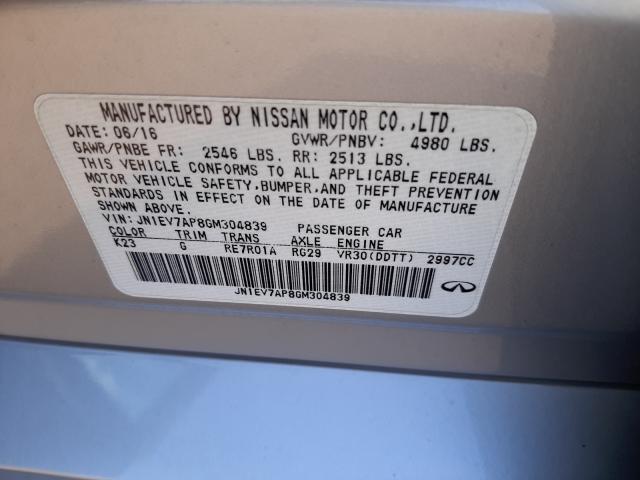 MANUFACTURED BY NISSAN MOTOR CO.,LTD.
DATE: 06/16 GVWR/PNBV: 4980 LBS.
GAWR/PNBE FR: 2546 LBS. RR: 2513 LBS.
THIS VEHICLE CONFORMS TO ALL APPLICABLE FEDERAL
MOTOR VEHICLE SAFETY,BUMPER,AND THEFT PREVENTION
STANDARDS IN EFFECT ON THE DATE OF MANUFACTURE
SHOWN ABOVE.
VIN: JN1EV7AP8GM304839 PASSENGER CAR
COLOR TRIM TRANS AXLE ENGINE
K23 G RE7R01A RG29 VR30(DDTT) 2997CC
JN1EV7AP8GM304839